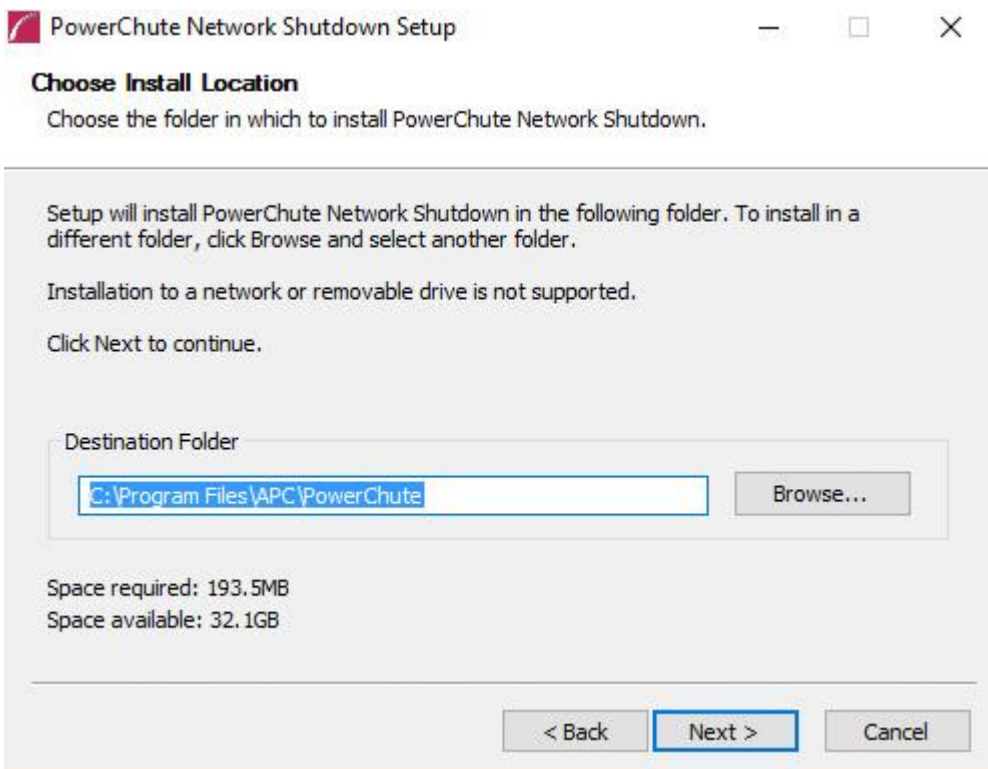 PowerChute Network Shutdown Setup
Choose Install Location
Choose the folder in which to install PowerChute Network Shutdown.
Setup will install PowerChute Network Shutdown in the following folder. To install in a
different folder, click Browse and select another folder.
Installation to a network or removable drive is not supported.
Click Next to continue.
Destination Folder
C:\Program Files\APC\PowerChute
Browse...
Space required: 193.5MB
Space available: 32.1GB
< Back
Next >
Cancel